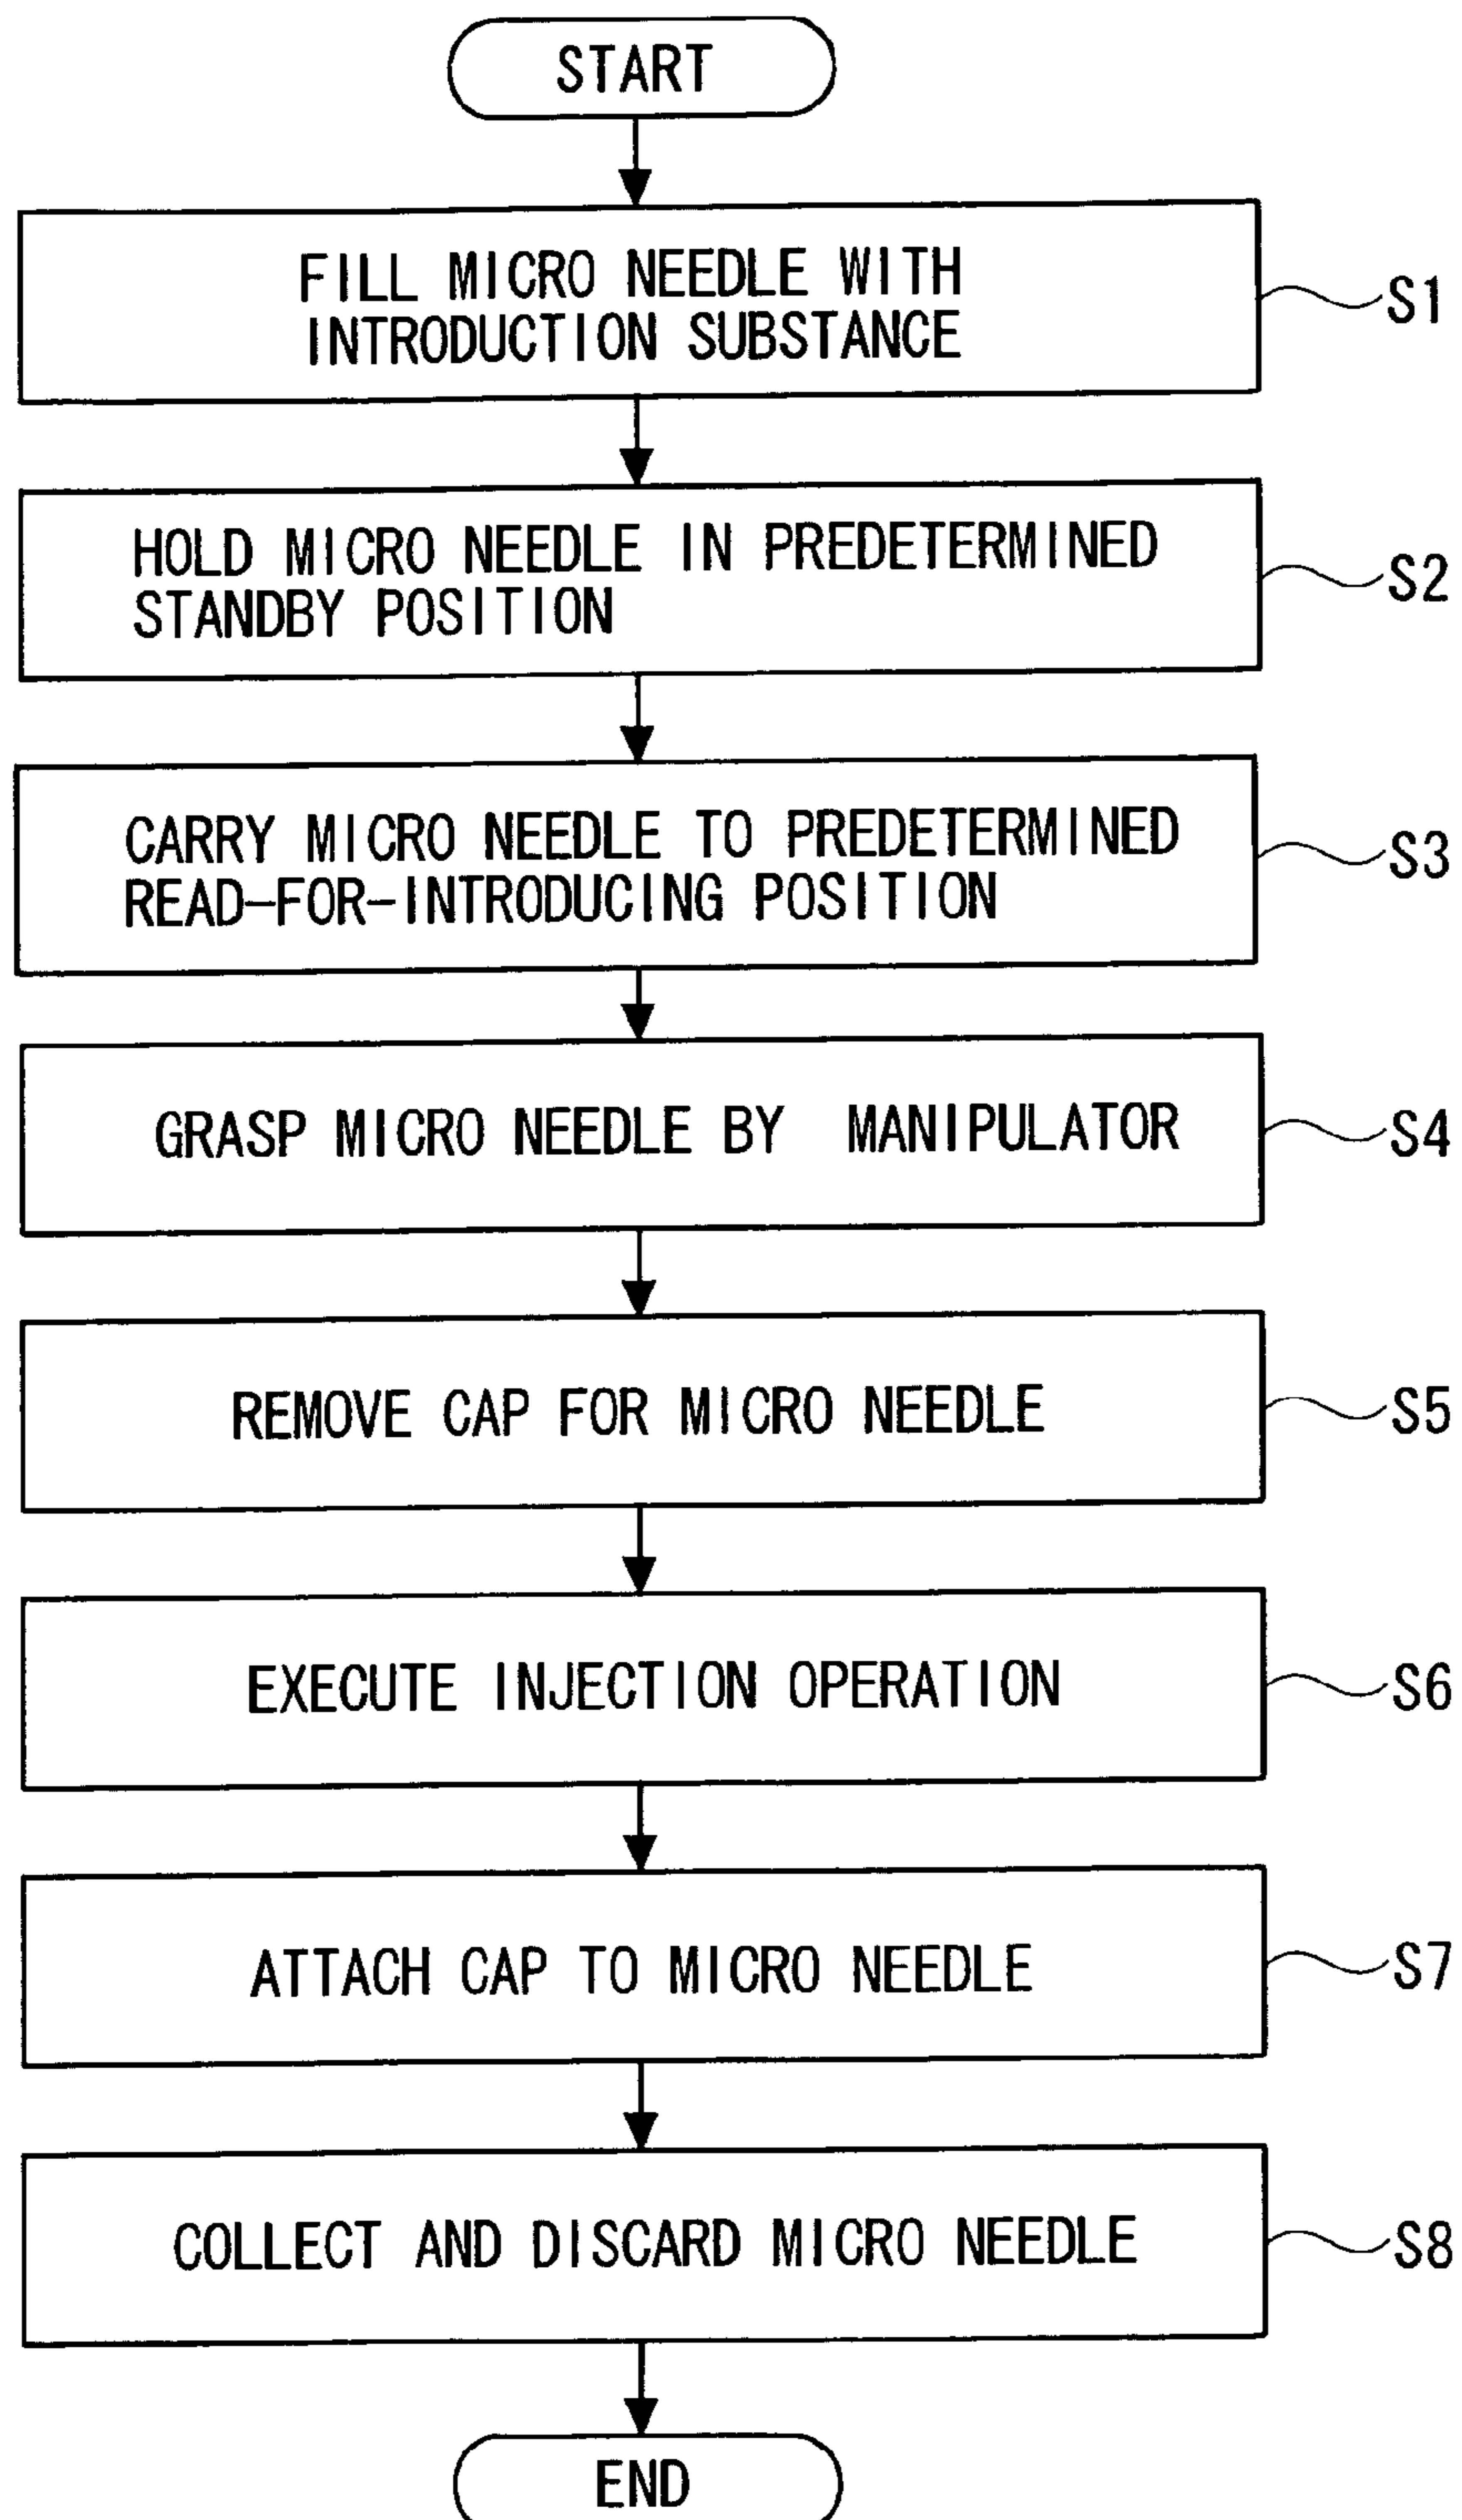 START
FILL MICRO NEEDLE WITH
INTRODUCTION SUBSTANCE
S1
HOLD MICRO NEEDLE IN PREDETERMINED
STANDBY POSITION
S2
CARRY MICRO NEEDLE TO PREDETERMINED
READ-FOR-INTRODUCING POSITION
S3
GRASP MICRO NEEDLE BY MANIPULATOR
S4
REMOVE CAP FOR MICRO NEEDLE
S5
EXECUTE INJECTION OPERATION
S6
ATTACH CAP TO MICRO NEEDLE
S7
COLLECT AND DISCARD MICRO NEEDLE
S8
END